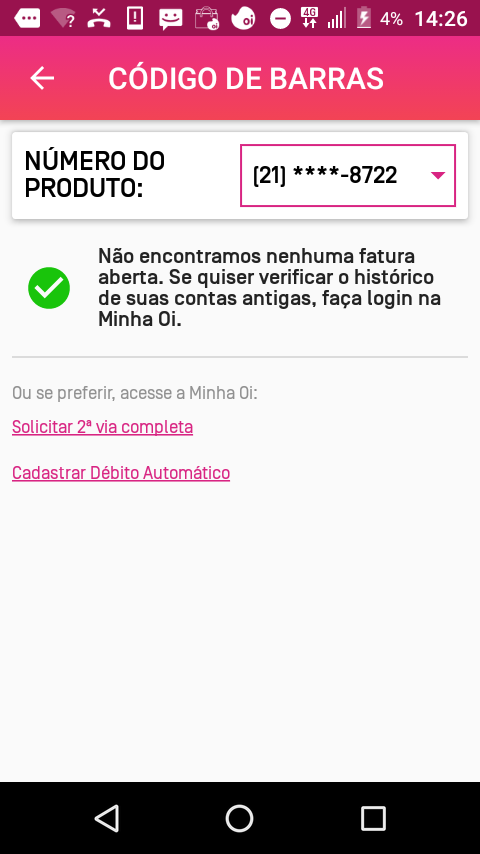 4G 4% 14:26
CÓDIGO DE BARRAS
NÚMERO DO
PRODUTO:
(21) ****-8722
Não encontramos nenhuma fatura
aberta. Se quiser verificar o histórico
de suas contas antigas, faça login na
Minha Oi.
Ou se preferir, acesse a Minha Oi:
Solicitar 2ª via completa
Cadastrar Débito Automático